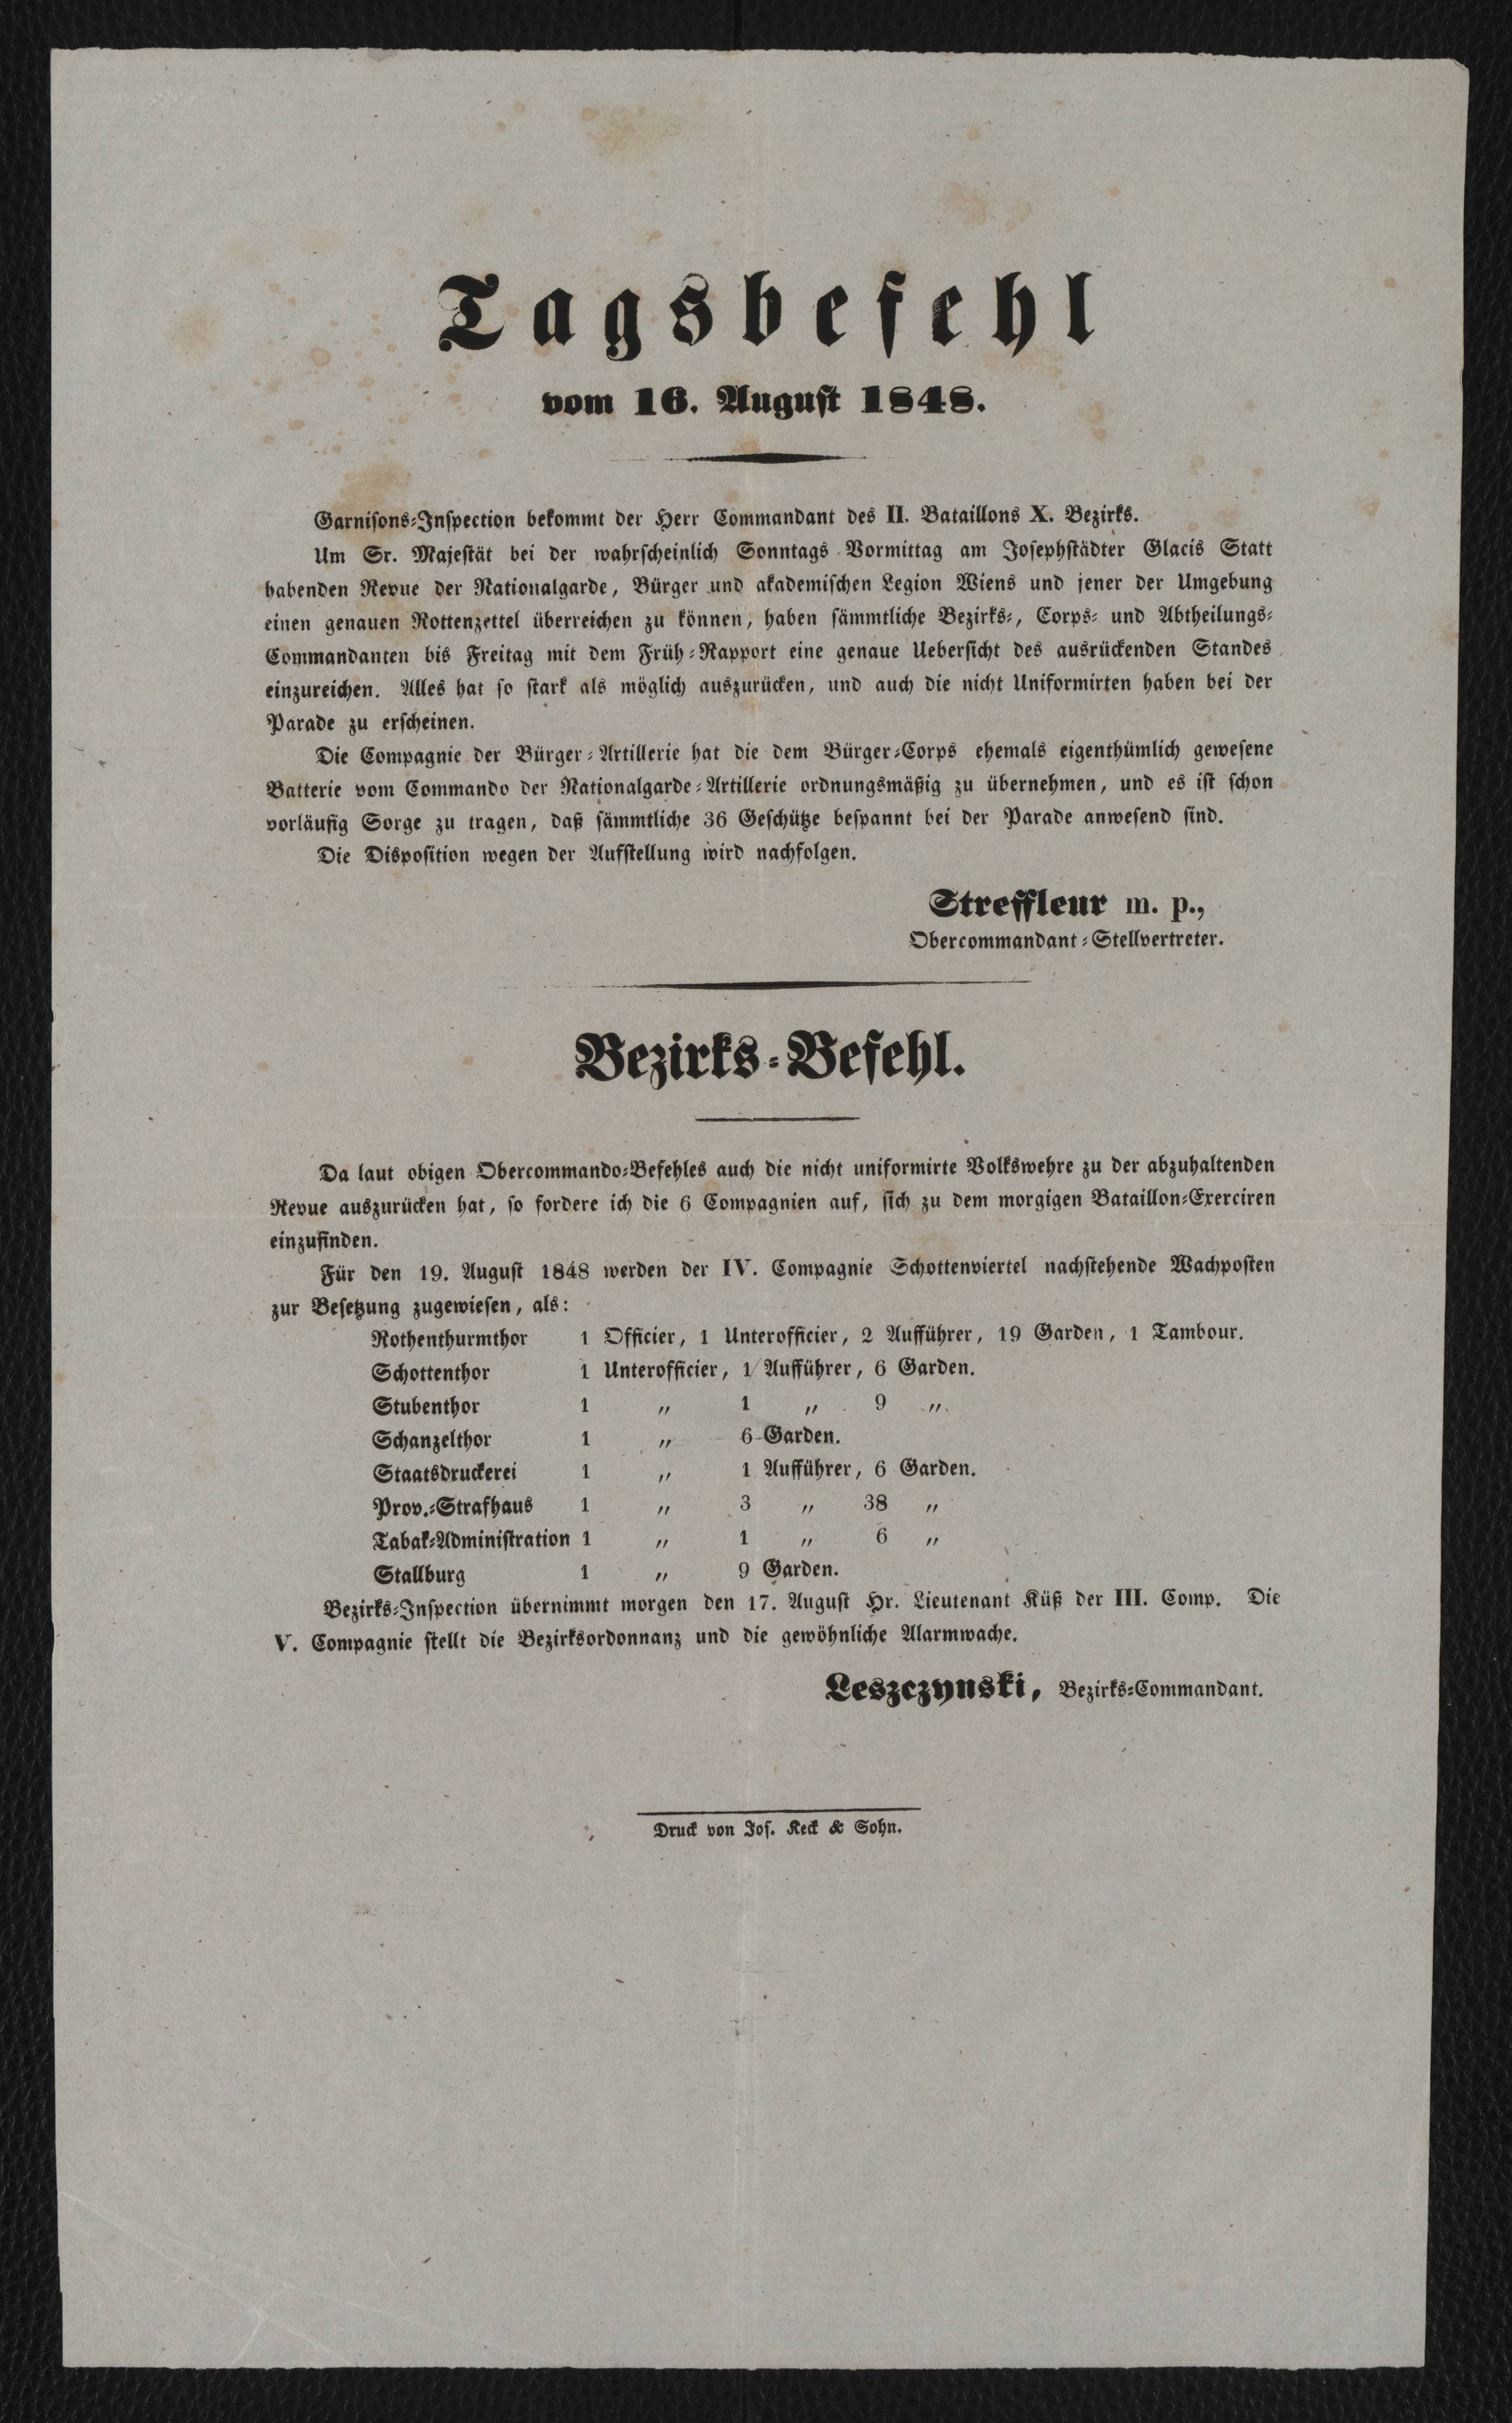 Tagsbefehl
vom 16. August 1848.
Garnisons-Inspection bekommt der Herr Commandant des II. Bataillons X. Bezirks.
Um Sr. Majestät bei der wahrscheinlich Sonntags Vormittag am Josephstädter Glacis Statt
habenden Revue der Nationalgarde, Bürger und akademischen Legion Wiens und jener der Umgebung
einen genauen Rottenzettel überreichen zu können, haben sämmtliche Bezirks-, Corps- und Abtheilungs-
Commandanten bis Freitag mit dem Früh-Rapport eine genaue Uebersicht des ausrückenden Standes
einzureichen. Alles hat so stark als möglich auszurücken, und auch die nicht Uniformirten haben bei der
Parade zu erscheinen.
Die Compagnie der Bürger-Artillerie hat die dem Bürger-Corps ehemals eigenthümlich gewesene
Batterie vom Commando der Nationalgarde-Artillerie ordnungsmäßig zu übernehmen, und es ist schon
vorläufig Sorge zu tragen, daß sämmtliche 36 Geschütze bespannt bei der Parade anwesend sind.
Die Disposition wegen der Aufstellung wird nachfolgen.
Streffleur m. p.,
Obercommandant-Stellvertreter.
Bezirks-Befehl.
Da laut obigen Obercommando-Befehles auch die nicht uniformirte Volkswehre zu der abzuhaltenden
Revue auszurücken hat, so fordere ich die 6 Compagnien auf, sich zu dem morgigen Bataillon-Exerciren
einzufinden.
Für den 19. August 1848 werden der IV. Compagnie Schottenviertel nachstehende Wachposten
zur Besetzung zugewiesen, als:
Rothenthurmthor 1 Officier, 1 Unterofficier, 2 Aufführer, 19 Garden, 1 Tambour.
Schottenthor 1 Unterofficier, 1 Aufführer, 6 Garden.
Stubenthor 1 „ 1 „ 9 „
Schanzelthor 1 „ 6 Garden.
Staatsdruckerei 1 „ 1 Aufführer, 6 Garden.
Prov.-Strafhaus 1 „ 3 „ 38 „
Tabak-Administration 1 „ 1 „ 6 „
Stallburg 1 „ 9 Garden.
Bezirks-Inspection übernimmt morgen den 17. August Hr. Lieutenant Küß der III. Comp. Die
V. Compagnie stellt die Bezirksordonnanz und die gewöhnliche Alarmwache.
Leszczynski, Bezirks-Commandant.
Druck von Jos. Keck & Sohn.